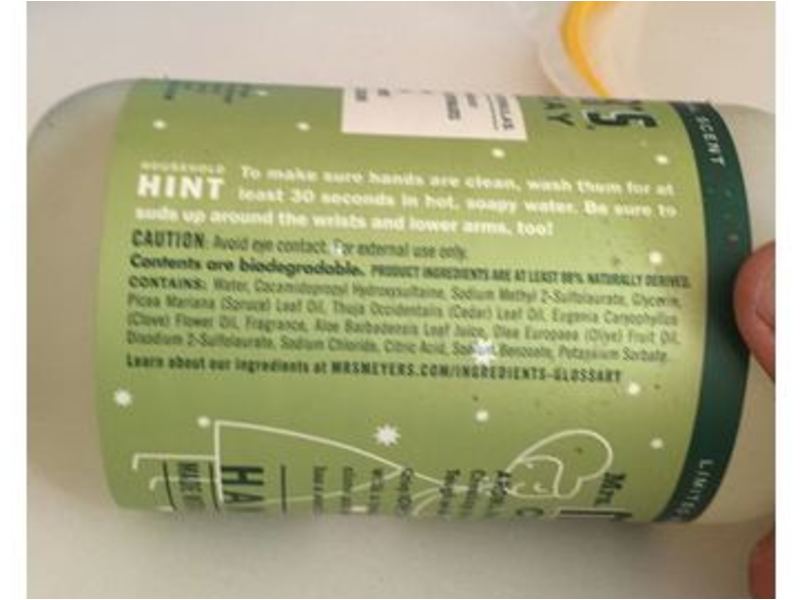 SCENT
HOUSEHOLD
HINT To make sure hands are clean, wash them for at
least 30 seconds in hot, soapy water. Be sure to
suds up around the wrists and lower arms, too!
CAUTION: Avoid eye contact. For external use only.
Contents are biodegradable. PRODUCT INGREDIENTS ARE AT LEAST 98% NATURALLY DERIVED.
CONTAINS: Water, Cocamidopropyl Hydroxysultaine, Sodium Methyl 2-Sulfolaurate, Glycerin,
Picea Mariana (Spruce) Leaf Oil, Thuja Occidentalis (Cedar) Leaf Oil, Eugenia Caryophyllus
(Clove) Flower Oil, Fragrance, Aloe Barbadensis Leaf Juice, Olea Europaea (Olive) Fruit Oil,
Disodium 2-Sulfolaurate, Sodium Chloride, Citric Acid, Sodium Benzoate, Potassium Sorbate.
Learn about our ingredients at MRSMEYERS.COM/INGREDIENTS-GLOSSARY
Mrs.
HA
MADE
LIMITED